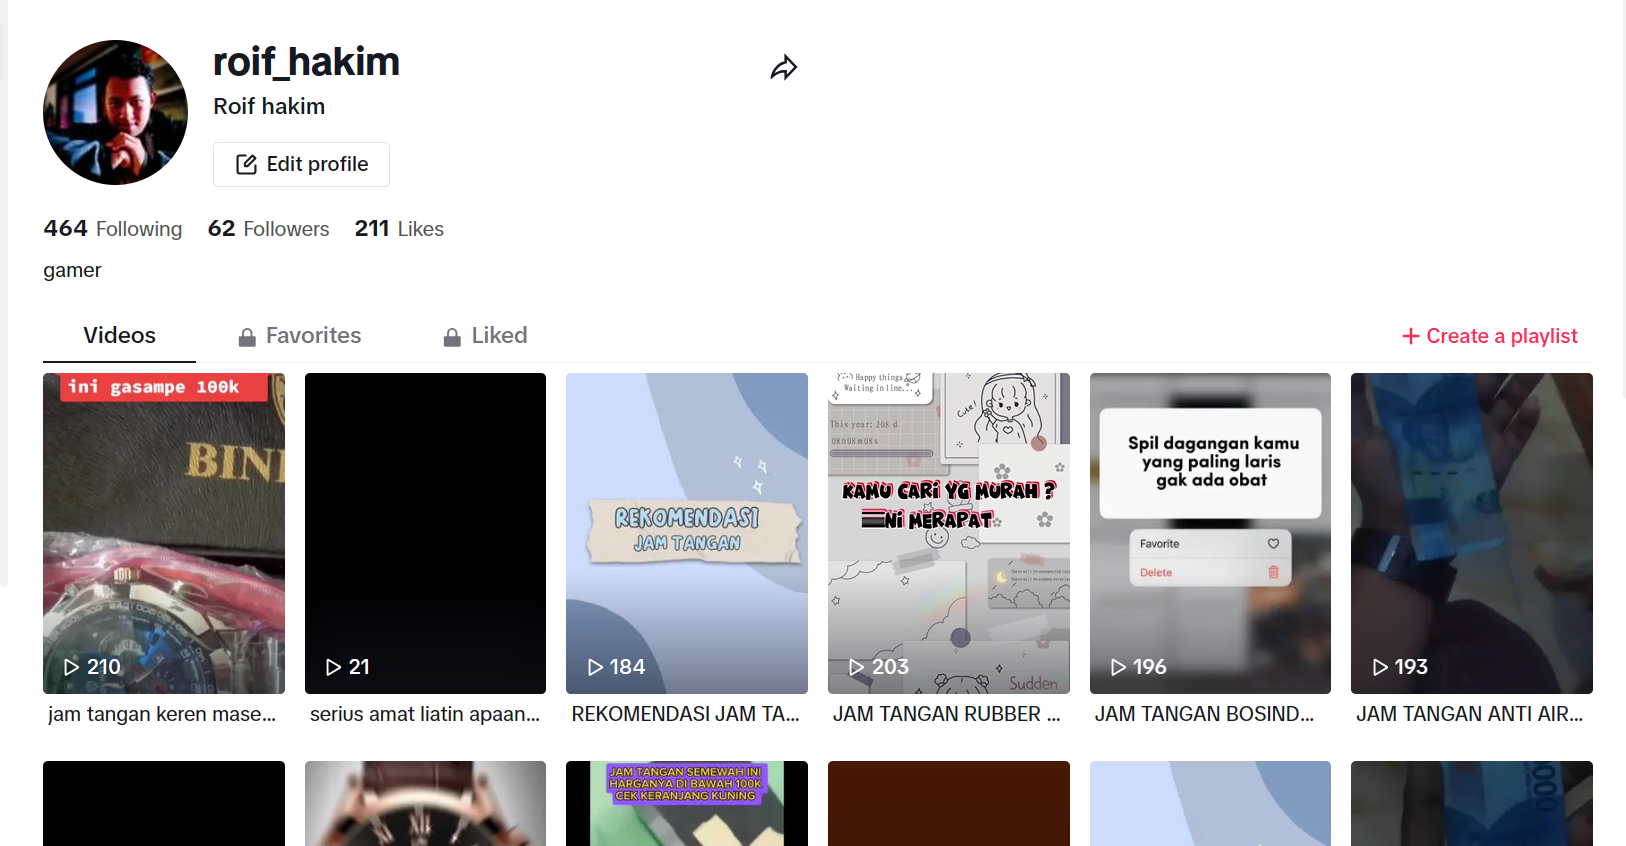 roif_hakim
Roif hakim
Edit profile
464 Following 62 Followers 211 Likes
gamer
Videos Favorites Liked
+ Create a playlist
ini gasampe 100k
BIN
210
jam tangan keren mase...
21
serius amat liatin apaan...
REKOMENDASI
JAM TANGAN
184
REKOMENDASI JAM TA...
Happy things
Waiting in line...
This year: 208 d
08h08m08s
Cute!
KAMU CARI YG MURAH ?
NI MERAPAT
Sudden
203
JAM TANGAN RUBBER ...
Spil dagangan kamu
yang paling laris
gak ada obat
Favorite
Delete
196
JAM TANGAN BOSIND...
193
JAM TANGAN ANTI AIR...
JAM TANGAN SEMEWAH INI
HARGANYA DI BAWAH 100K
CEK KERANJANG KUNING
000